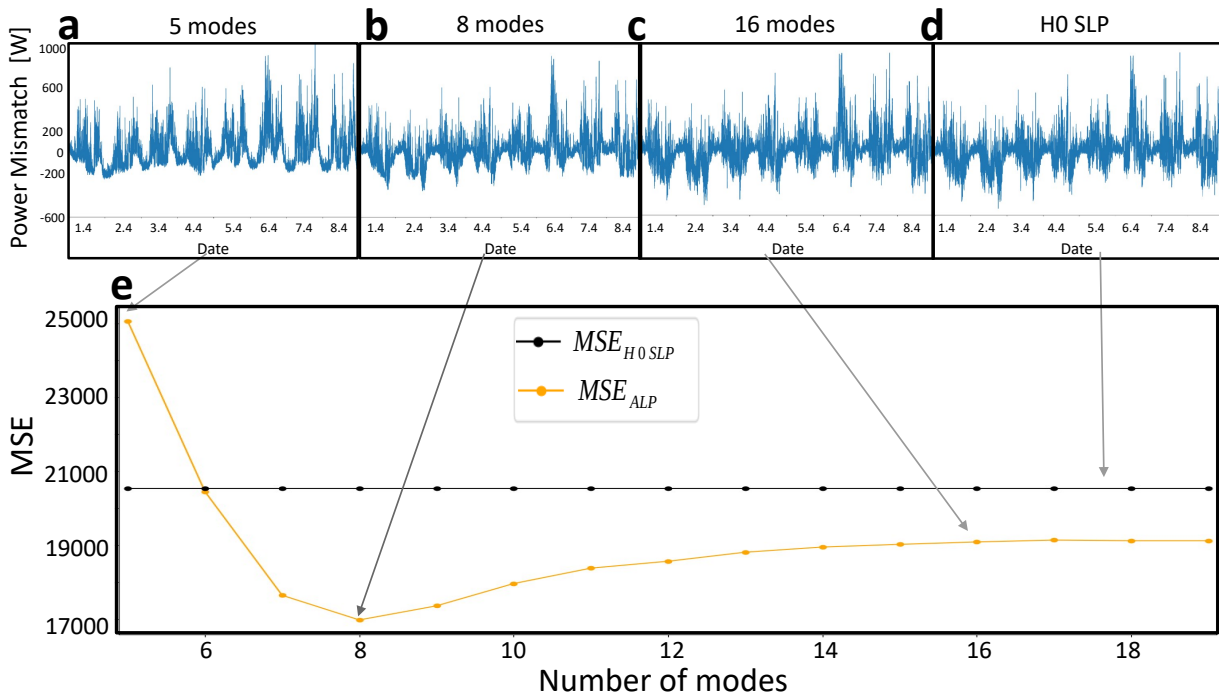 a 5 modes b 8 modes c 16 modes d H0 SLP
Power Mismatch [W]
1000
600
200
0
-200
-600
1.4 2.4 3.4 4.4 5.4 6.4 7.4 8.4
Date
1.4 2.4 3.4 4.4 5.4 6.4 7.4 8.4
Date
1.4 2.4 3.4 4.4 5.4 6.4 7.4 8.4
Date
1.4 2.4 3.4 4.4 5.4 6.4 7.4 8.4
Date
e
MSE
25000
23000
21000
19000
17000
MSE H0 SLP
MSE ALP
6 8 10 12 14 16 18
Number of modes